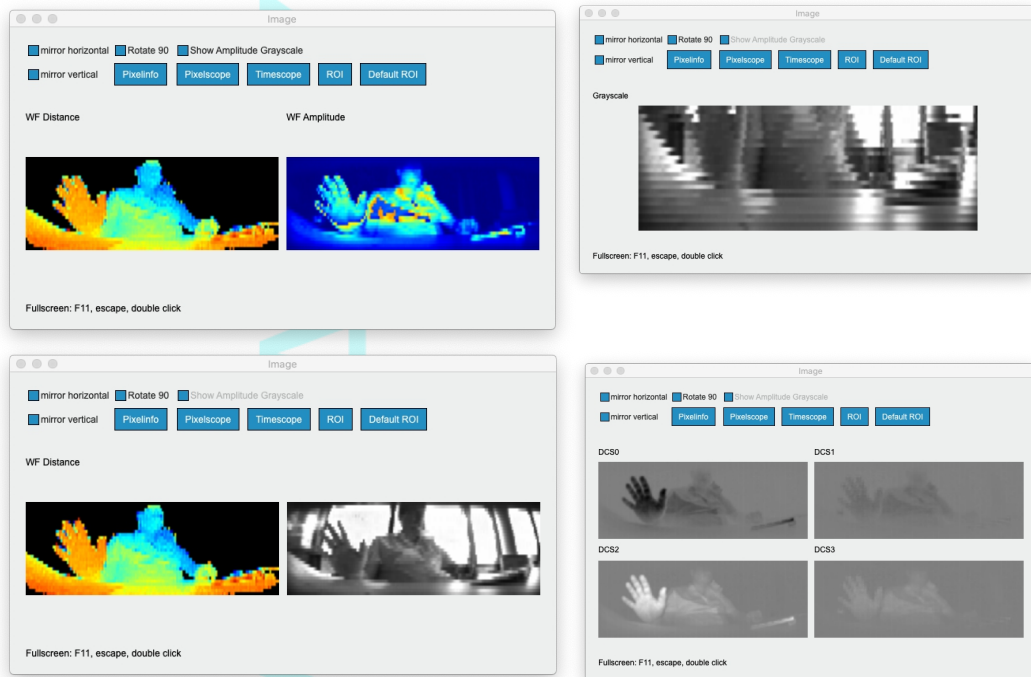 Image
mirror horizontal Rotate 90 Show Amplitude Grayscale
mirror vertical Pixelinfo Pixelscope Timescope ROI Default ROI
WF Distance WF Amplitude
Fullscreen: F11, escape, double click
Image
mirror horizontal Rotate 90 Show Amplitude Grayscale
mirror vertical Pixelinfo Pixelscope Timescope ROI Default ROI
Grayscale
Fullscreen: F11, escape, double click
Image
mirror horizontal Rotate 90 Show Amplitude Grayscale
mirror vertical Pixelinfo Pixelscope Timescope ROI Default ROI
WF Distance
Fullscreen: F11, escape, double click
Image
mirror horizontal Rotate 90 Show Amplitude Grayscale
mirror vertical Pixelinfo Pixelscope Timescope ROI Default ROI
DCS0 DCS1
DCS2 DCS3
Fullscreen: F11, escape, double click